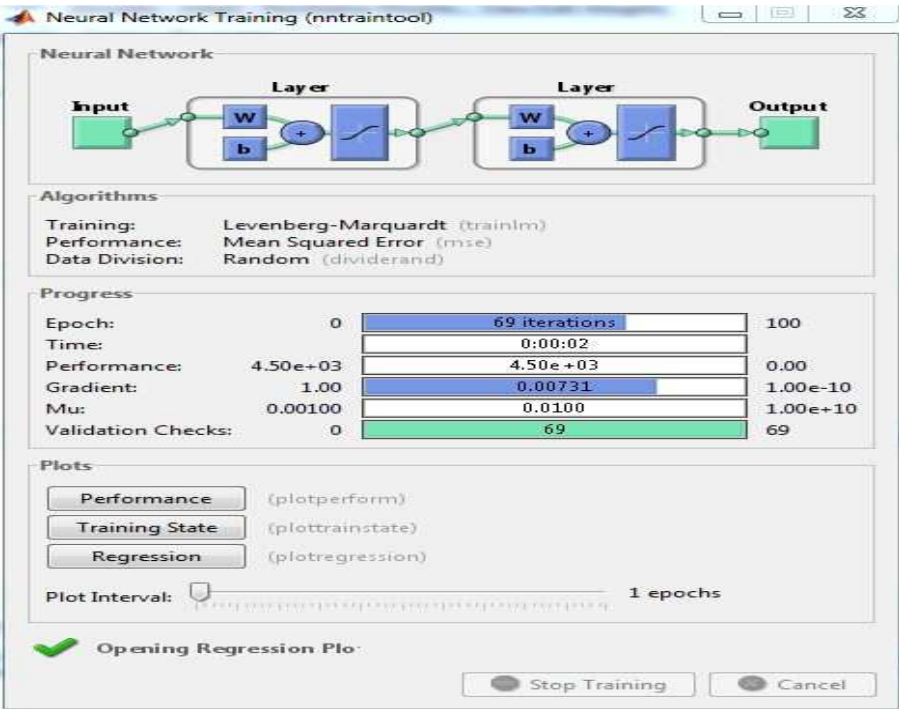 Neural Network Training (nntraintool)
Neural Network
Layer Layer
Input Output
W W
+ +
b b
Algorithms
Training: Levenberg-Marquardt (trainlm)
Performance: Mean Squared Error (mse)
Data Division: Random (dividerand)
Progress
Epoch: 0 69 iterations 100
Time: 0:00:02
Performance: 4.50e+03 4.50e+03 0.00
Gradient: 1.00 0.00731 1.00e-10
Mu: 0.00100 0.0100 1.00e+10
Validation Checks: 0 69 69
Plots
Performance (plotperform)
Training State (plottrainstate)
Regression (plotregression)
Plot Interval: 1 epochs
Opening Regression Plo
Stop Training Cancel